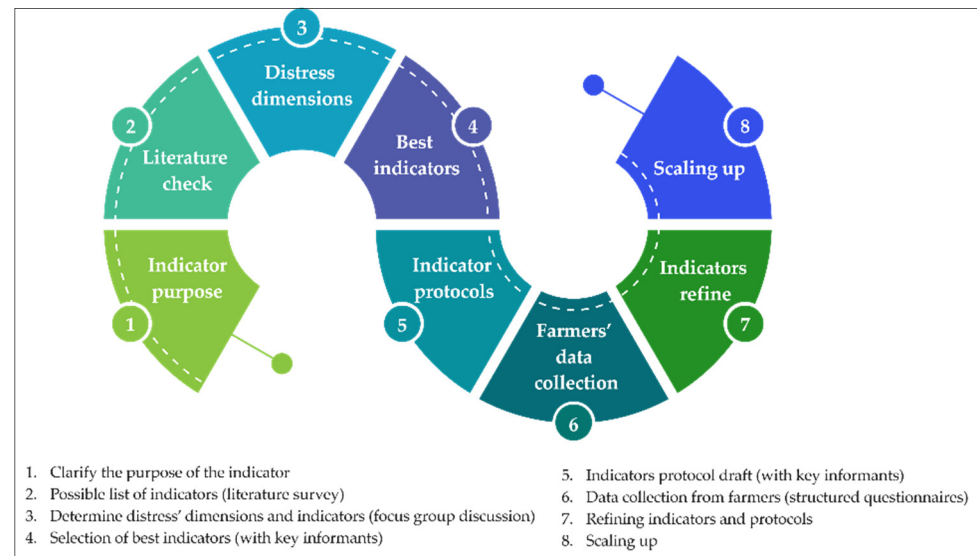 3
Distress
dimensions
2
Literature
check
4
Best
indicators
8
Scaling up
Indicator
purpose
1
Indicator
protocols
5
Farmers'
data
collection
6
Indicators
refine
7
1. Clarify the purpose of the indicator
2. Possible list of indicators (literature survey)
3. Determine distress' dimensions and indicators (focus group discussion)
4. Selection of best indicators (with key informants)
5. Indicators protocol draft (with key informants)
6. Data collection from farmers (structured questionnaires)
7. Refining indicators and protocols
8. Scaling up